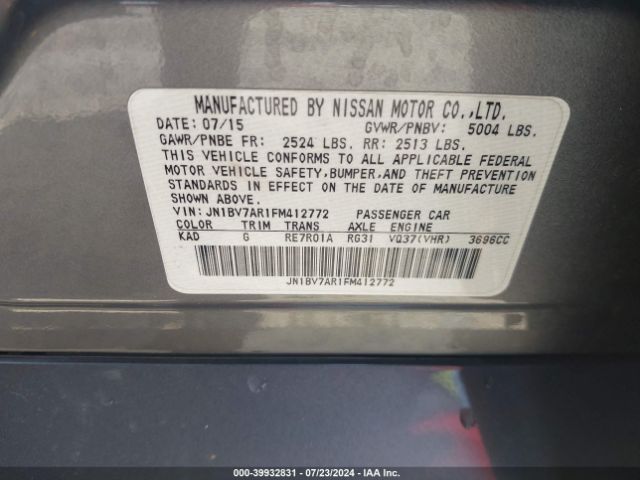 MANUFACTURED BY NISSAN MOTOR CO.,LTD.
DATE: 07/15 GVWR/PNBV: 5004 LBS.
GAWR/PNBE FR: 2524 LBS. RR: 2513 LBS.
THIS VEHICLE CONFORMS TO ALL APPLICABLE FEDERAL
MOTOR VEHICLE SAFETY,BUMPER,AND THEFT PREVENTION
STANDARDS IN EFFECT ON THE DATE OF MANUFACTURE
SHOWN ABOVE.
VIN: JN1BV7AR1FM412772 PASSENGER CAR
COLOR TRIM TRANS AXLE ENGINE
KAD G RE7R01A RG31 VQ37(VHR) 3696CC
JN1BV7AR1FM412772
000-39932831 - 07/23/2024 - IAA Inc.